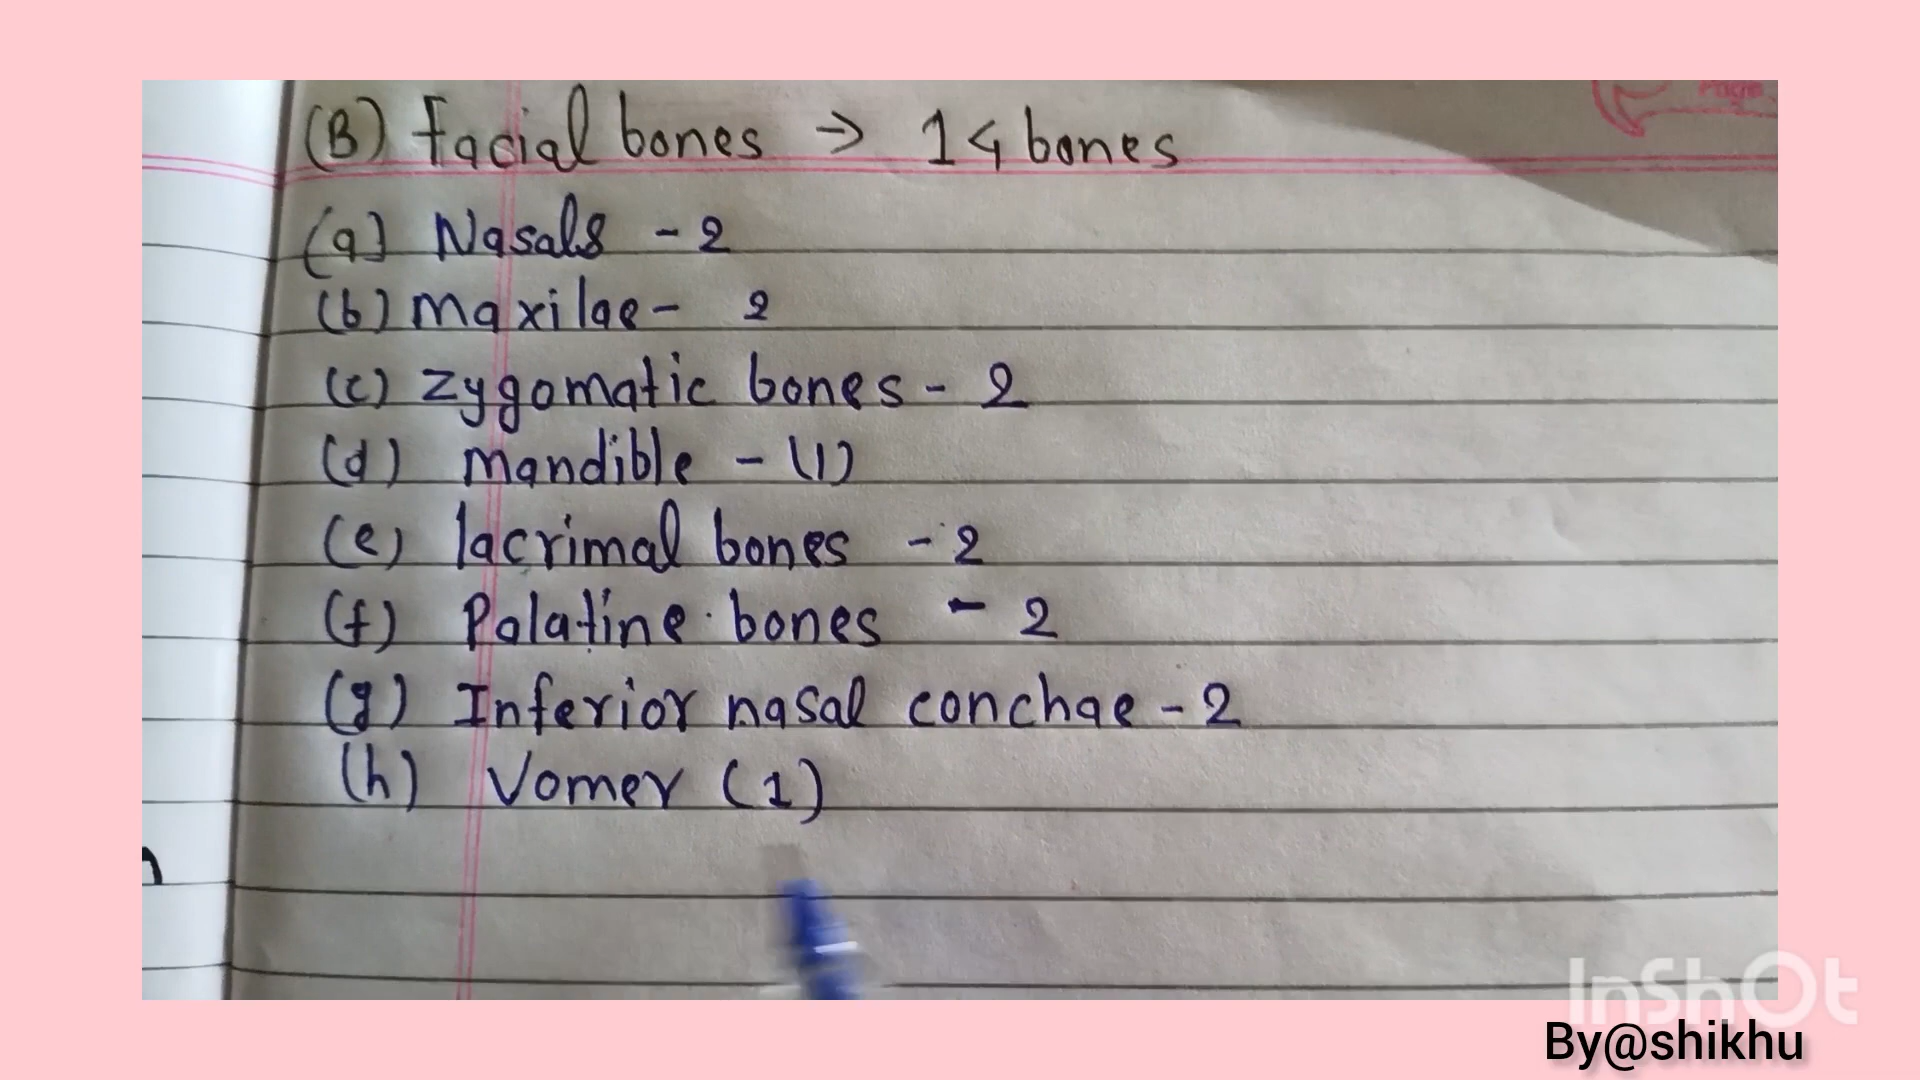 (B) Facial bones → 14 bones
(a) Nasals - 2
(b) Maxilae - 2
(c) Zygomatic bones - 2
(d) Mandible - (1)
(e) lacrimal bones - 2
(f) Palatine bones - 2
(g) Inferior nasal conchae - 2
(h) Vomer (1)
InShOt
By@shikhu